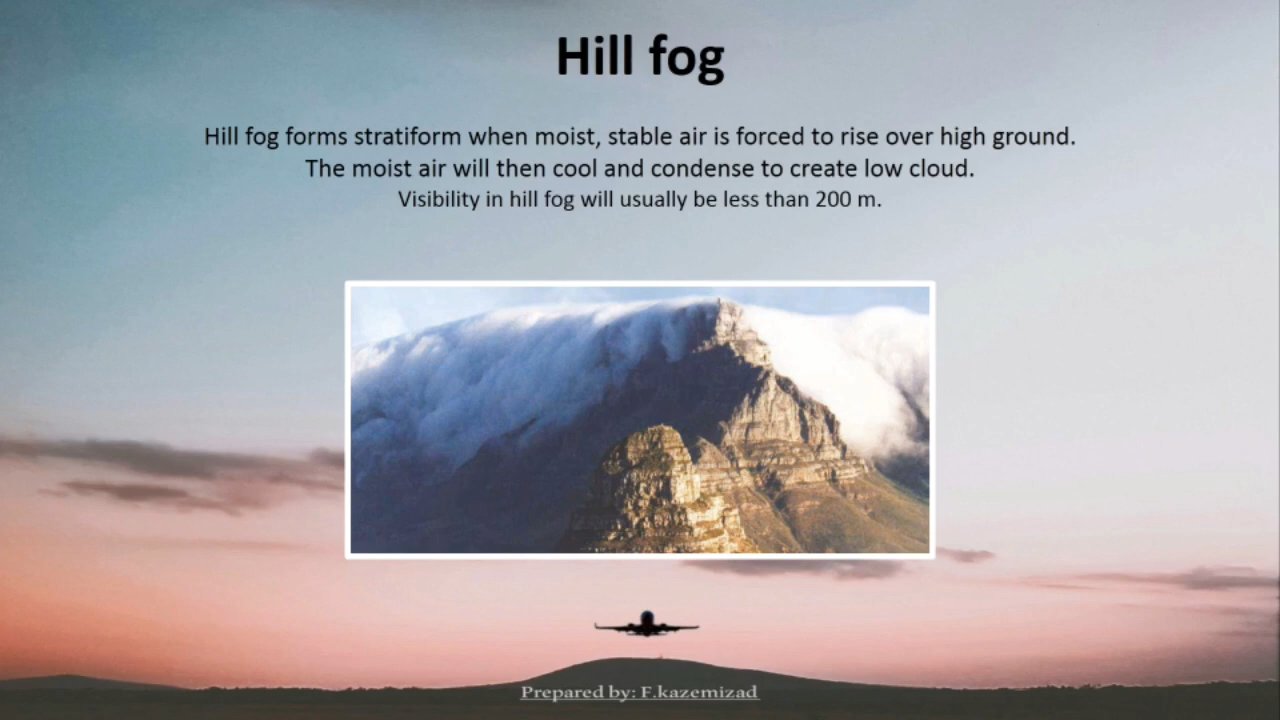 Hill fog
Hill fog forms stratiform when moist, stable air is forced to rise over high ground.
The moist air will then cool and condense to create low cloud.
Visibility in hill fog will usually be less than 200 m.
Prepared by: F.kazemizad